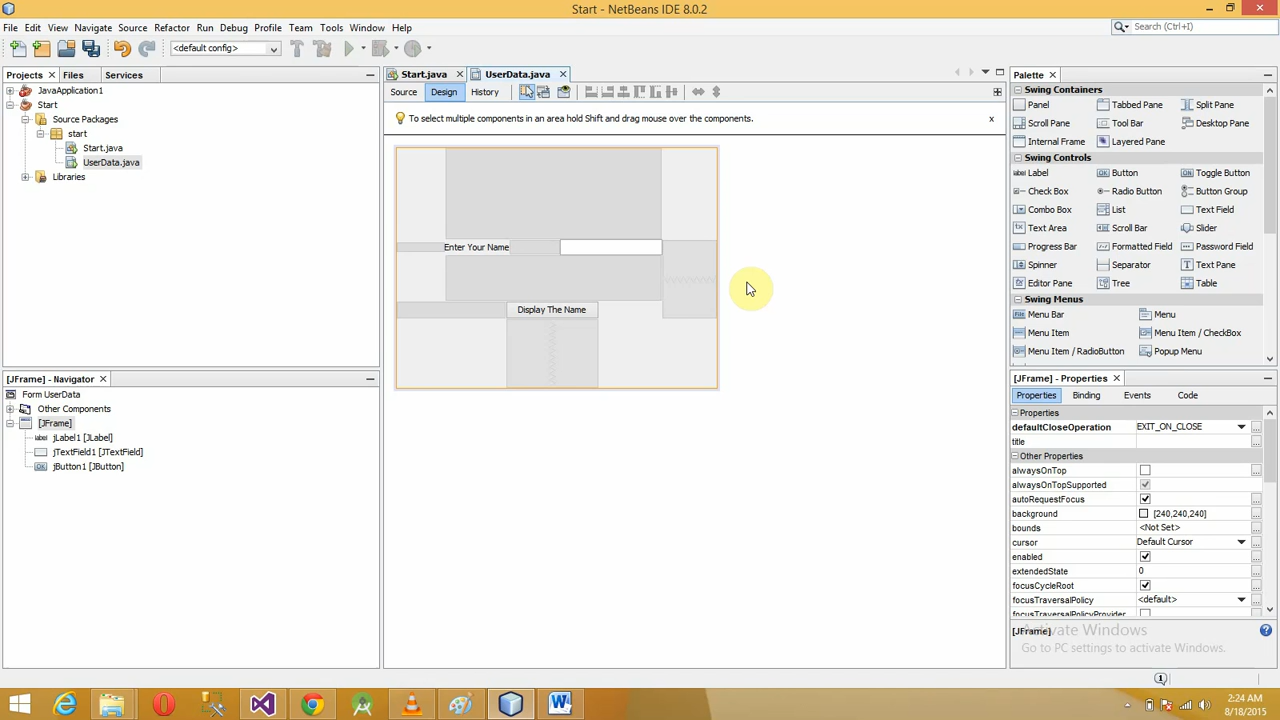 Start - NetBeans IDE 8.0.2
File Edit View Navigate Source Refactor Run Debug Profile Team Tools Window Help
Search (Ctrl+I)
<default config>
Projects Files Services
JavaApplication1
Start
Source Packages
start
Start.java
UserData.java
Libraries
[JFrame] - Navigator
Form UserData
Other Components
[JFrame]
jLabel1 [JLabel]
jTextField1 [JTextField]
jButton1 [JButton]
Start.java UserData.java
Source Design History
To select multiple components in an area hold Shift and drag mouse over the components.
Enter Your Name
Display The Name
Palette
Swing Containers
Panel Tabbed Pane Split Pane
Scroll Pane Tool Bar Desktop Pane
Internal Frame Layered Pane
Swing Controls
Label Button Toggle Button
Check Box Radio Button Button Group
Combo Box List Text Field
Text Area Scroll Bar Slider
Progress Bar Formatted Field Password Field
Spinner Separator Text Pane
Editor Pane Tree Table
Swing Menus
Menu Bar Menu
Menu Item Menu Item / CheckBox
Menu Item / RadioButton Popup Menu
[JFrame] - Properties
Properties Binding Events Code
Properties
defaultCloseOperation EXIT_ON_CLOSE
title
Other Properties
alwaysOnTop
alwaysOnTopSupported
autoRequestFocus
background [240,240,240]
bounds <Not Set>
cursor Default Cursor
enabled
extendedState 0
focusCycleRoot
focusTraversalPolicy <default>
focusTraversalPolicyProvider
[JFrame]
Activate Windows
Go to PC settings to activate Windows.
2:24 AM
8/18/2015